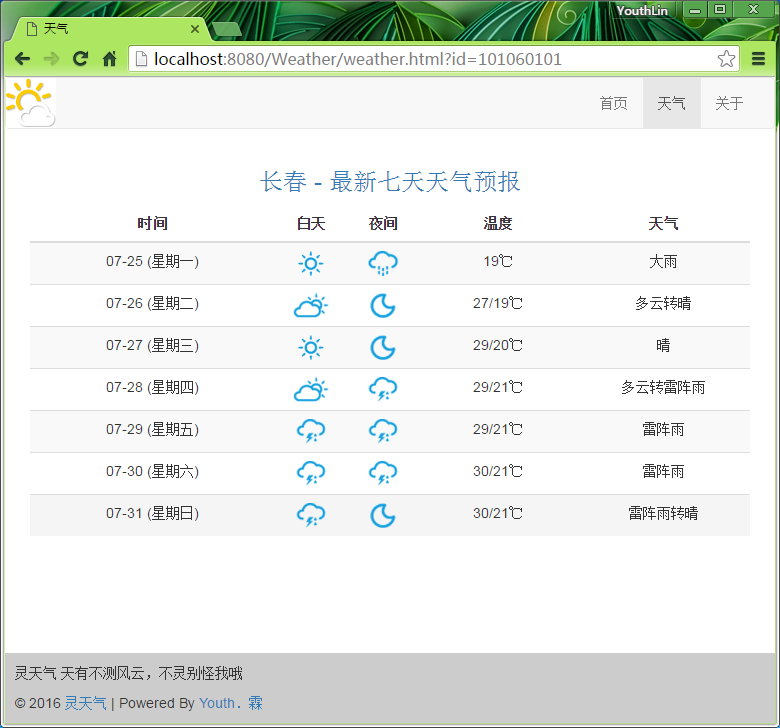 YouthLin
天气
localhost:8080/Weather/weather.html?id=101060101
首页 天气 关于
长春 - 最新七天天气预报
时间 白天 夜间 温度 天气
07-25 (星期一) 19℃ 大雨
07-26 (星期二) 27/19℃ 多云转晴
07-27 (星期三) 29/20℃ 晴
07-28 (星期四) 29/21℃ 多云转雷阵雨
07-29 (星期五) 29/21℃ 雷阵雨
07-30 (星期六) 30/21℃ 雷阵雨
07-31 (星期日) 30/21℃ 雷阵雨转晴
灵天气 天有不测风云，不灵别怪我哦
© 2016 灵天气 | Powered By Youth．霖